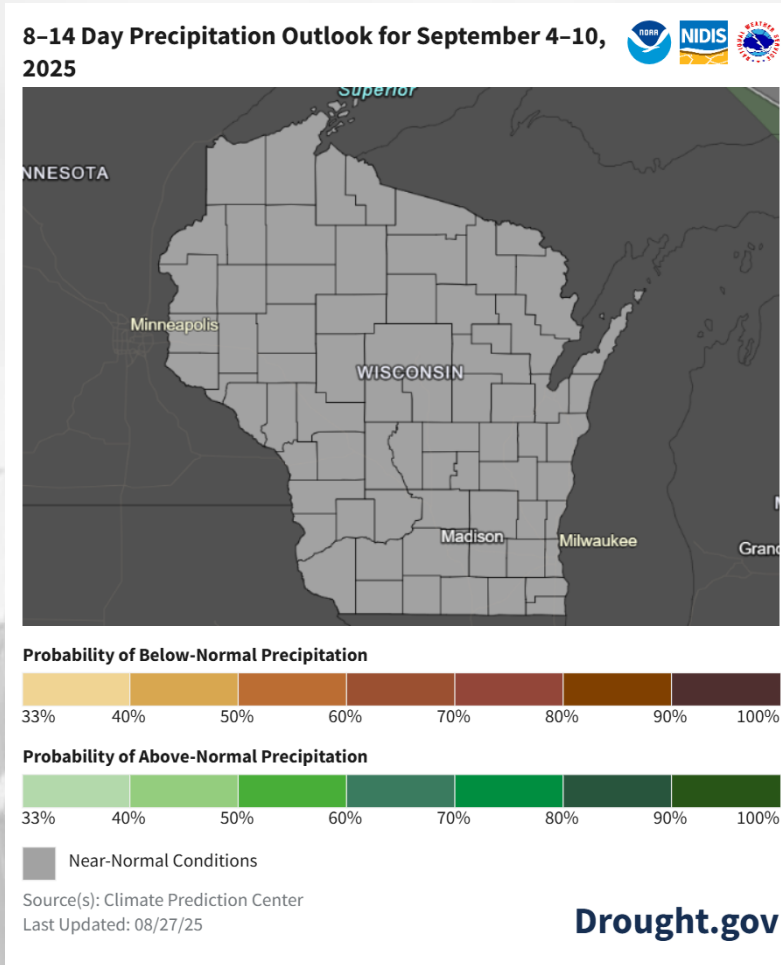 8–14 Day Precipitation Outlook for September 4–10,
2025
NOAA
NIDIS
Superior
NNESOTA
Minneapolis
WISCONSIN
Madison
Milwaukee
Grand
Probability of Below-Normal Precipitation
33% 40% 50% 60% 70% 80% 90% 100%
Probability of Above-Normal Precipitation
33% 40% 50% 60% 70% 80% 90% 100%
Near-Normal Conditions
Source(s): Climate Prediction Center
Last Updated: 08/27/25
Drought.gov